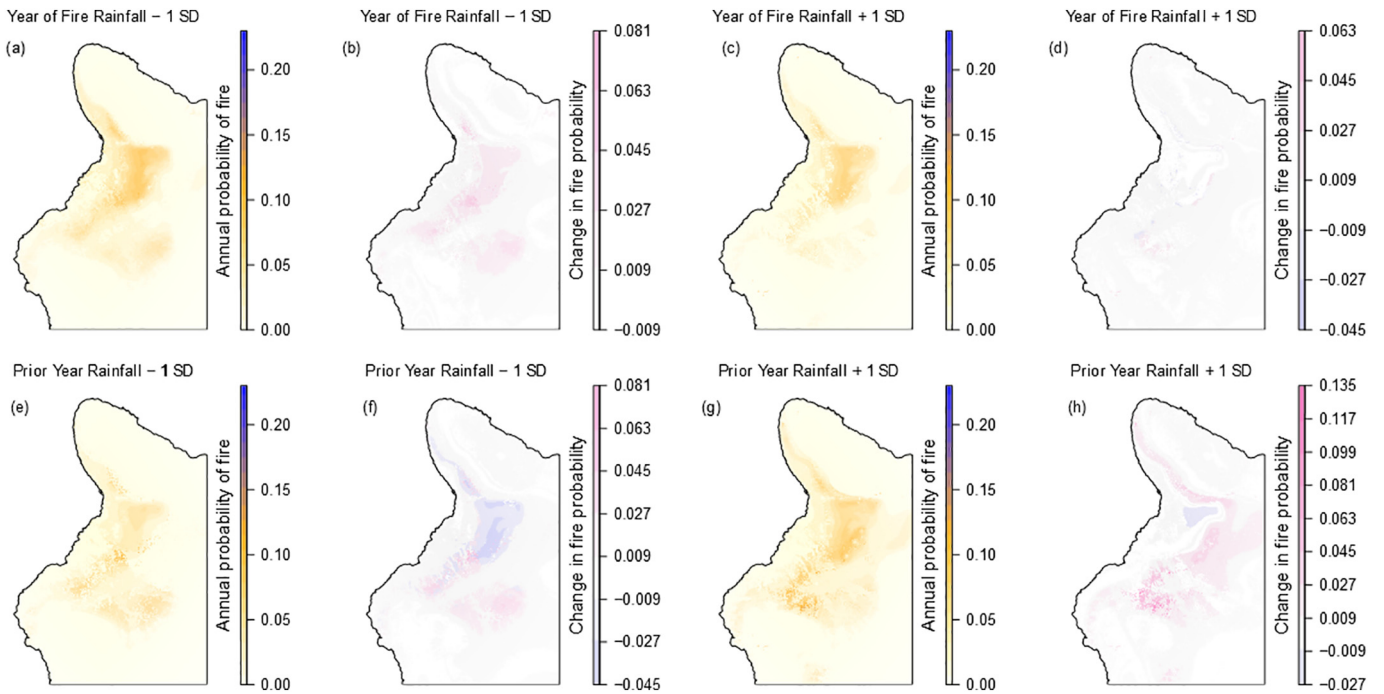 Year of Fire Rainfall − 1 SD
(a)
0.20
0.15
0.10
0.05
0.00
Annual probability of fire
Year of Fire Rainfall − 1 SD
(b)
0.081
0.063
0.045
0.027
0.009
−0.009
Change in fire probability
Year of Fire Rainfall + 1 SD
(c)
0.20
0.15
0.10
0.05
0.00
Annual probability of fire
Year of Fire Rainfall + 1 SD
(d)
0.063
0.045
0.027
0.009
−0.009
−0.027
−0.045
Change in fire probability
Prior Year Rainfall − 1 SD
(e)
0.20
0.15
0.10
0.05
0.00
Annual probability of fire
Prior Year Rainfall − 1 SD
(f)
0.081
0.063
0.045
0.027
0.009
−0.009
−0.027
−0.045
Change in fire probability
Prior Year Rainfall + 1 SD
(g)
0.20
0.15
0.10
0.05
0.00
Annual probability of fire
Prior Year Rainfall + 1 SD
(h)
0.135
0.117
0.099
0.081
0.063
0.045
0.027
0.009
−0.009
−0.027
Change in fire probability